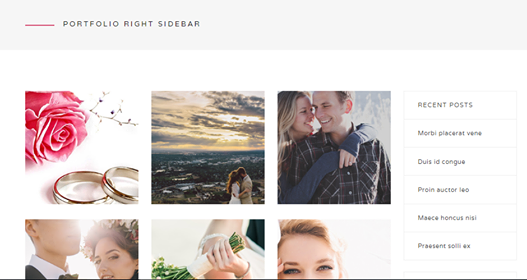 PORTFOLIO RIGHT SIDEBAR
RECENT POSTS
Morbi placerat vene
Duis id congue
Proin auctor leo
Maece honcus nisi
Praesent solli ex